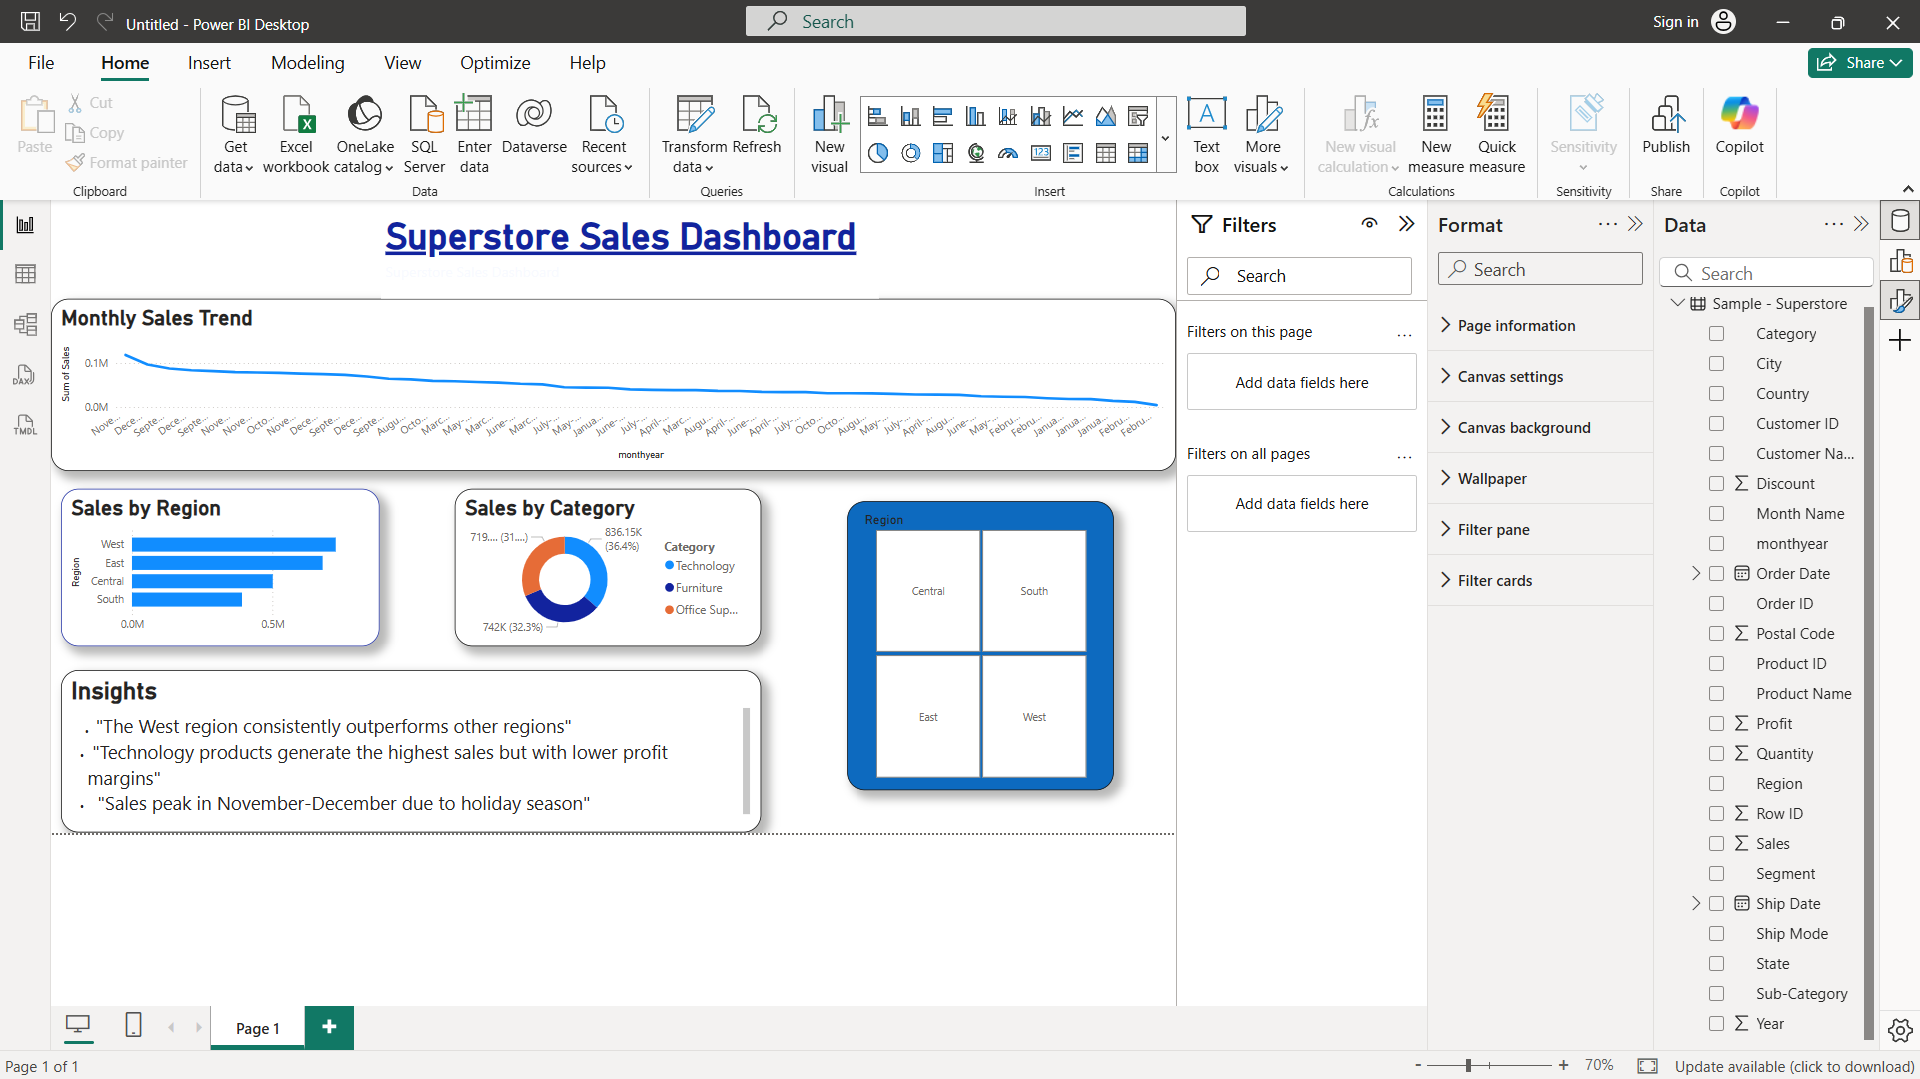 Untitled - Power BI Desktop
Search
Sign in
File
Home
Insert
Modeling
View
Optimize
Help
Share
Paste
Cut
Copy
Format painter
Clipboard
Get data
Excel workbook
OneLake catalog
SQL Server
Enter data
Dataverse
Recent sources
Data
Transform data
Refresh
Queries
New visual
Text box
More visuals
Insert
New visual calculation
New measure
Quick measure
Calculations
Sensitivity
Sensitivity
Publish
Share
Copilot
Copilot
Superstore Sales Dashboard
Monthly Sales Trend
Sum of Sales
0.1M
0.0M
Nove...
Dece...
Septe...
Dece...
Septe...
Nove...
Nove...
Octo...
Nove...
Dece...
Septe...
Dece...
Septe...
Augu...
Octo...
Marc...
May-...
Marc...
June-...
Marc...
July-...
May-...
Janua...
June-...
July-...
April-...
Marc...
Augu...
April-...
June-...
April-...
July-...
Octo...
Octo...
Augu...
May-...
July-...
April-...
Augu...
June-...
May-...
Febru...
Febru...
Janua...
Janua...
Janua...
Febru...
Febru...
monthyear
Sales by Region
Region
West
East
Central
South
0.0M
0.5M
Sales by Category
719.... (31....)
836.15K (36.4%)
742K (32.3%)
Category
Technology
Furniture
Office Sup...
Region
Central
South
East
West
Insights
. "The West region consistently outperforms other regions"
· "Technology products generate the highest sales but with lower profit
margins"
· "Sales peak in November-December due to holiday season"
Filters
Search
Filters on this page
...
Add data fields here
Filters on all pages
...
Add data fields here
Format
...
Search
Page information
Canvas settings
Canvas background
Wallpaper
Filter pane
Filter cards
Data
...
Search
Sample - Superstore
Category
City
Country
Customer ID
Customer Na...
Σ Discount
Month Name
monthyear
Order Date
Order ID
Σ Postal Code
Product ID
Product Name
Σ Profit
Σ Quantity
Region
Σ Row ID
Σ Sales
Segment
Ship Date
Ship Mode
State
Sub-Category
Σ Year
DAX
TMDL
Page 1
+
Page 1 of 1
- + 70%
Update available (click to download)